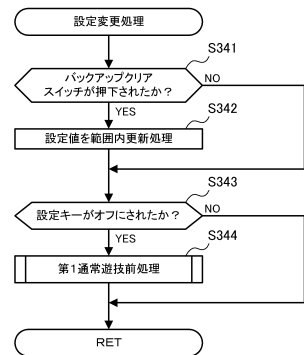 設定変更処理
S341
バックアップクリア
スイッチが押下されたか？
NO
YES
S342
設定値を範囲内更新処理
S343
設定キーがオフにされたか？
NO
YES
S344
第１通常遊技前処理
RET